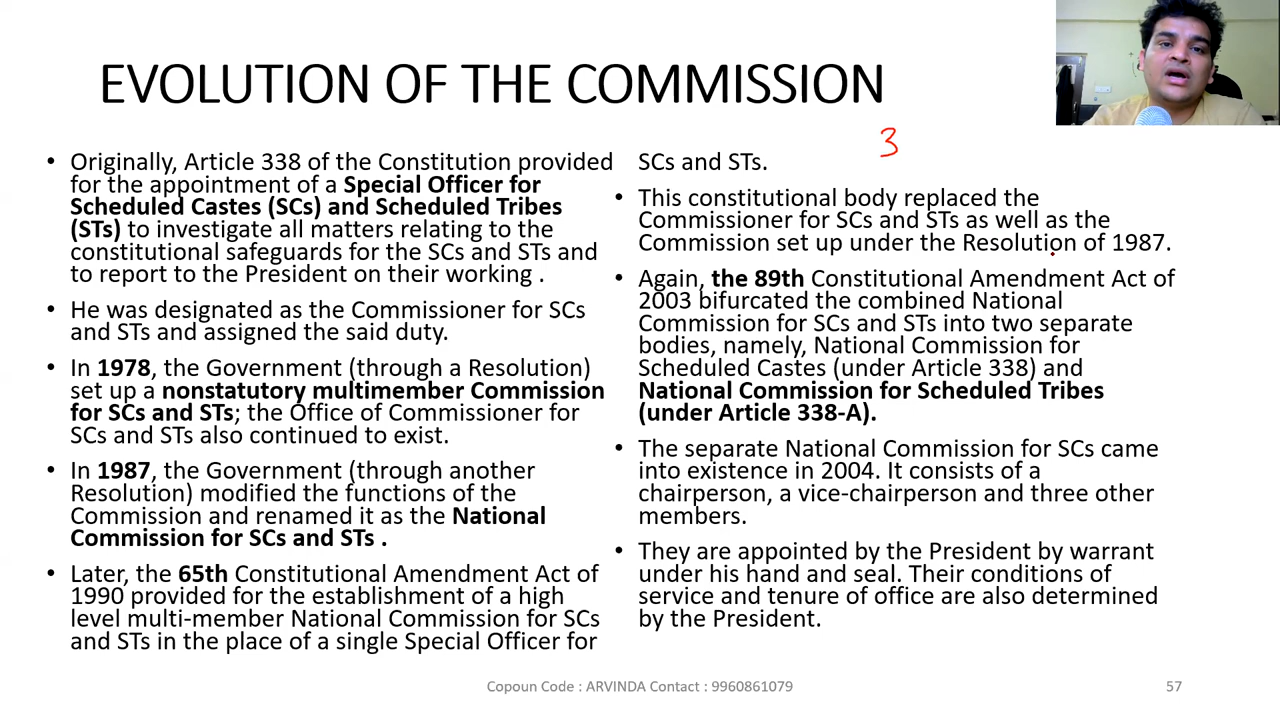 EVOLUTION OF THE COMMISSION
3
• Originally, Article 338 of the Constitution provided
for the appointment of a Special Officer for
Scheduled Castes (SCs) and Scheduled Tribes
(STs) to investigate all matters relating to the
constitutional safeguards for the SCs and STs and
to report to the President on their working .
• He was designated as the Commissioner for SCs
and STs and assigned the said duty.
• In 1978, the Government (through a Resolution)
set up a nonstatutory multimember Commission
for SCs and STs; the Office of Commissioner for
SCs and STs also continued to exist.
• In 1987, the Government (through another
Resolution) modified the functions of the
Commission and renamed it as the National
Commission for SCs and STs .
• Later, the 65th Constitutional Amendment Act of
1990 provided for the establishment of a high
level multi-member National Commission for SCs
and STs in the place of a single Special Officer for
SCs and STs.
• This constitutional body replaced the
Commissioner for SCs and STs as well as the
Commission set up under the Resolution of 1987.
• Again, the 89th Constitutional Amendment Act of
2003 bifurcated the combined National
Commission for SCs and STs into two separate
bodies, namely, National Commission for
Scheduled Castes (under Article 338) and
National Commission for Scheduled Tribes
(under Article 338-A).
• The separate National Commission for SCs came
into existence in 2004. It consists of a
chairperson, a vice-chairperson and three other
members.
• They are appointed by the President by warrant
under his hand and seal. Their conditions of
service and tenure of office are also determined
by the President.
Copoun Code : ARVINDA Contact : 9960861079
57